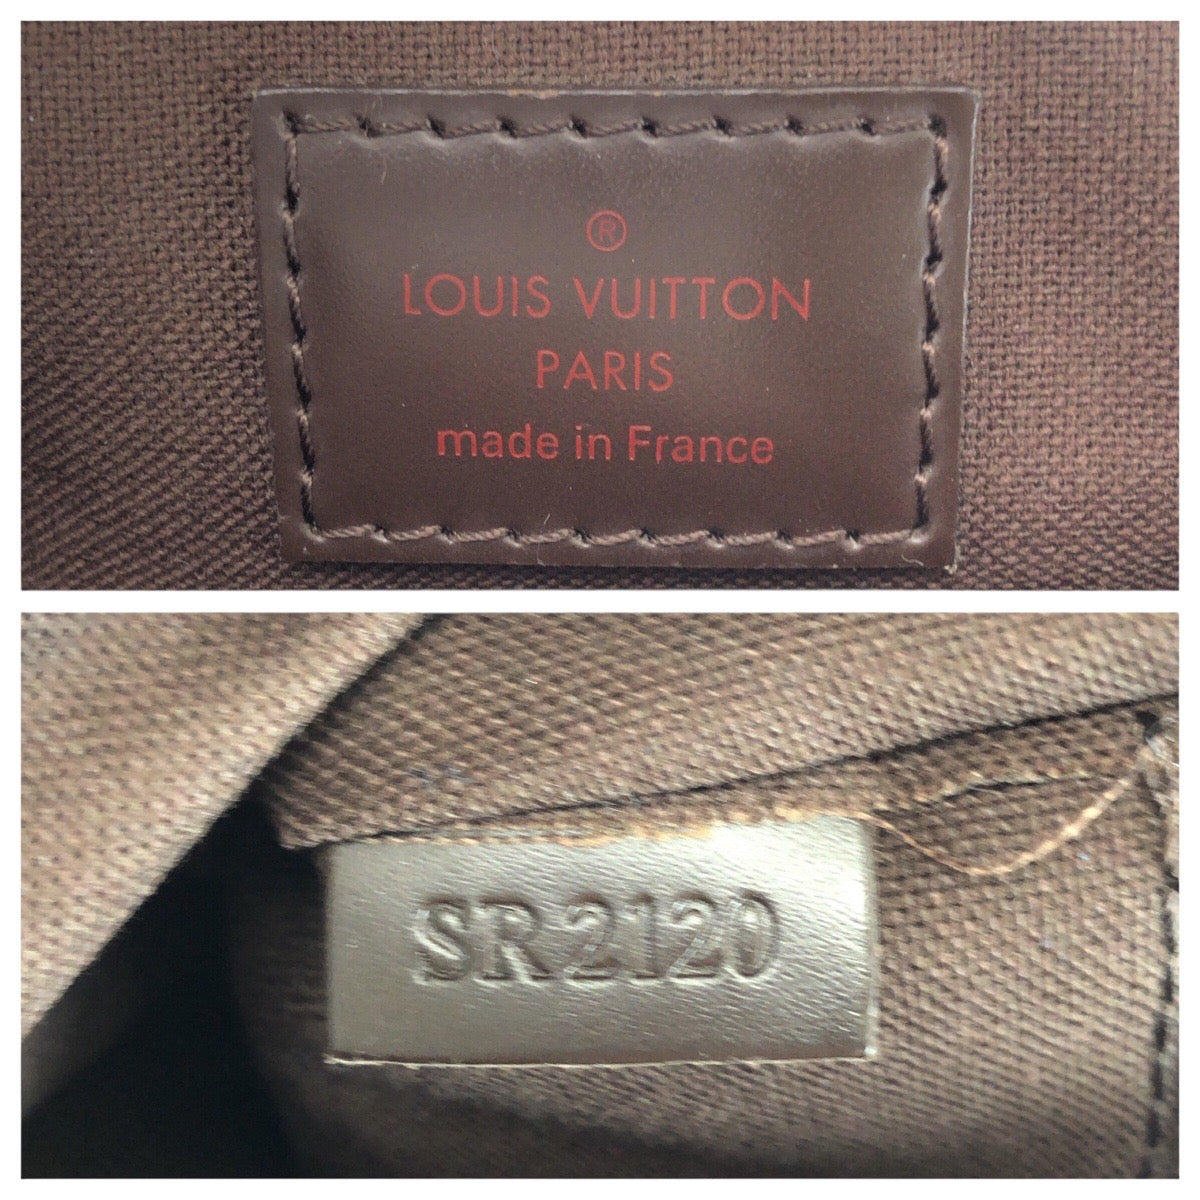 ®
LOUIS VUITTON
PARIS
made in France
SR2120